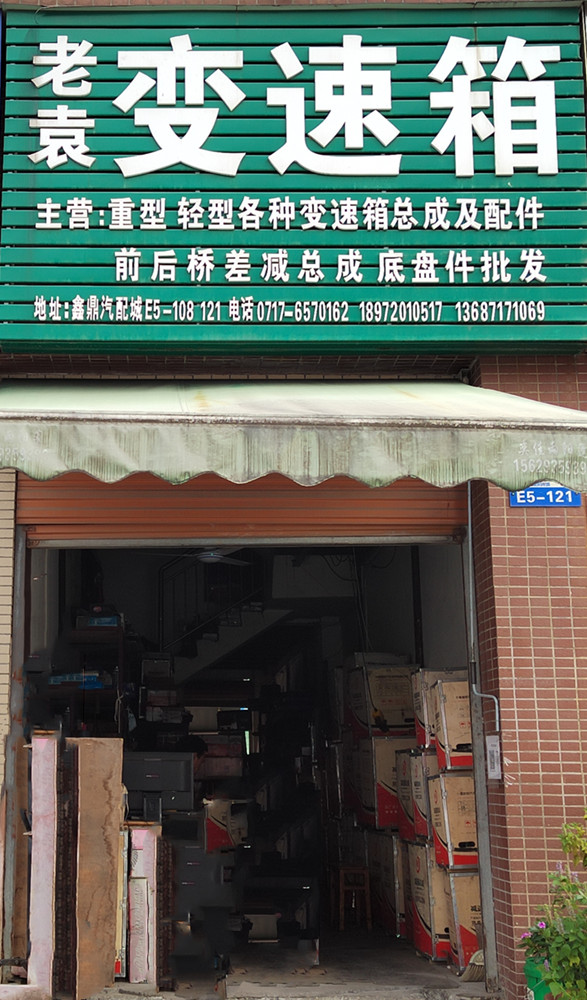 老袁 变速箱
主营:重型 轻型各种变速箱总成及配件
前后桥差减总成 底盘件批发
地址:鑫鼎汽配城E5-108 121 电话0717-6570162 18972010517 13687171069
E5-121